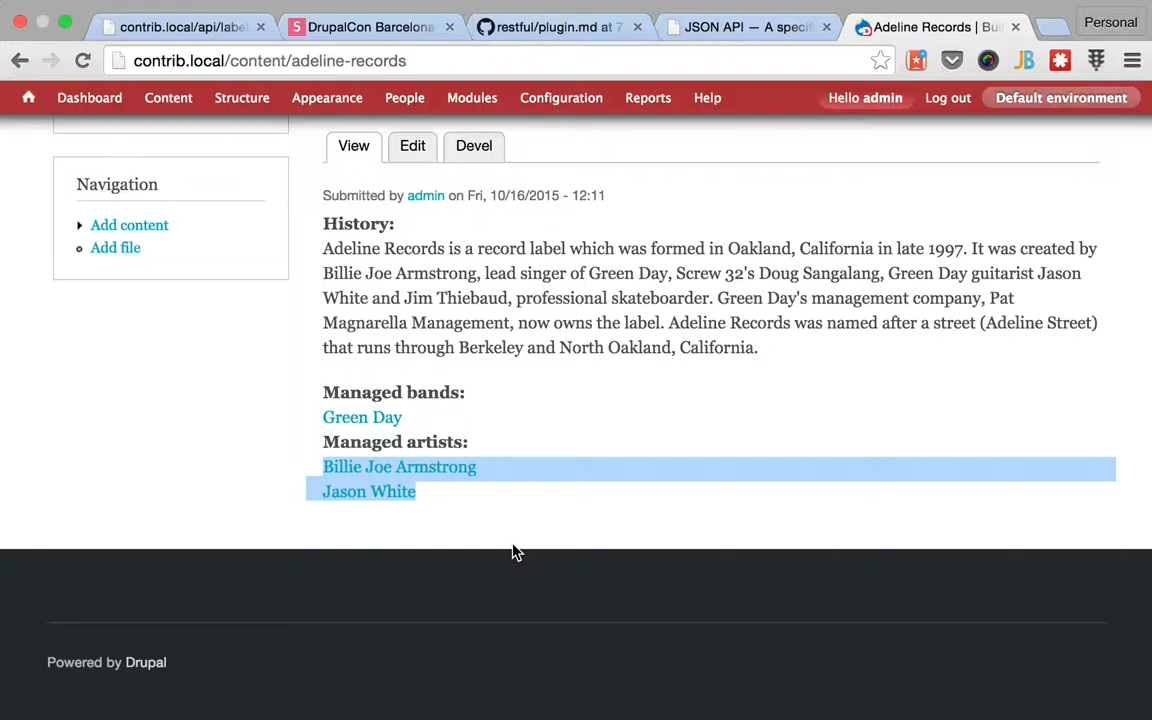 contrib.local/api/label
DrupalCon Barcelona
restful/plugin.md at 7
JSON API — A specif
Adeline Records | Bui
Personal
contrib.local/content/adeline-records
JB
Dashboard Content Structure Appearance People Modules Configuration Reports Help Hello admin Log out Default environment
View Edit Devel
Navigation
Add content
Add file
Submitted by admin on Fri, 10/16/2015 - 12:11
History:
Adeline Records is a record label which was formed in Oakland, California in late 1997. It was created by
Billie Joe Armstrong, lead singer of Green Day, Screw 32's Doug Sangalang, Green Day guitarist Jason
White and Jim Thiebaud, professional skateboarder. Green Day's management company, Pat
Magnarella Management, now owns the label. Adeline Records was named after a street (Adeline Street)
that runs through Berkeley and North Oakland, California.
Managed bands:
Green Day
Managed artists:
Billie Joe Armstrong
Jason White
Powered by Drupal